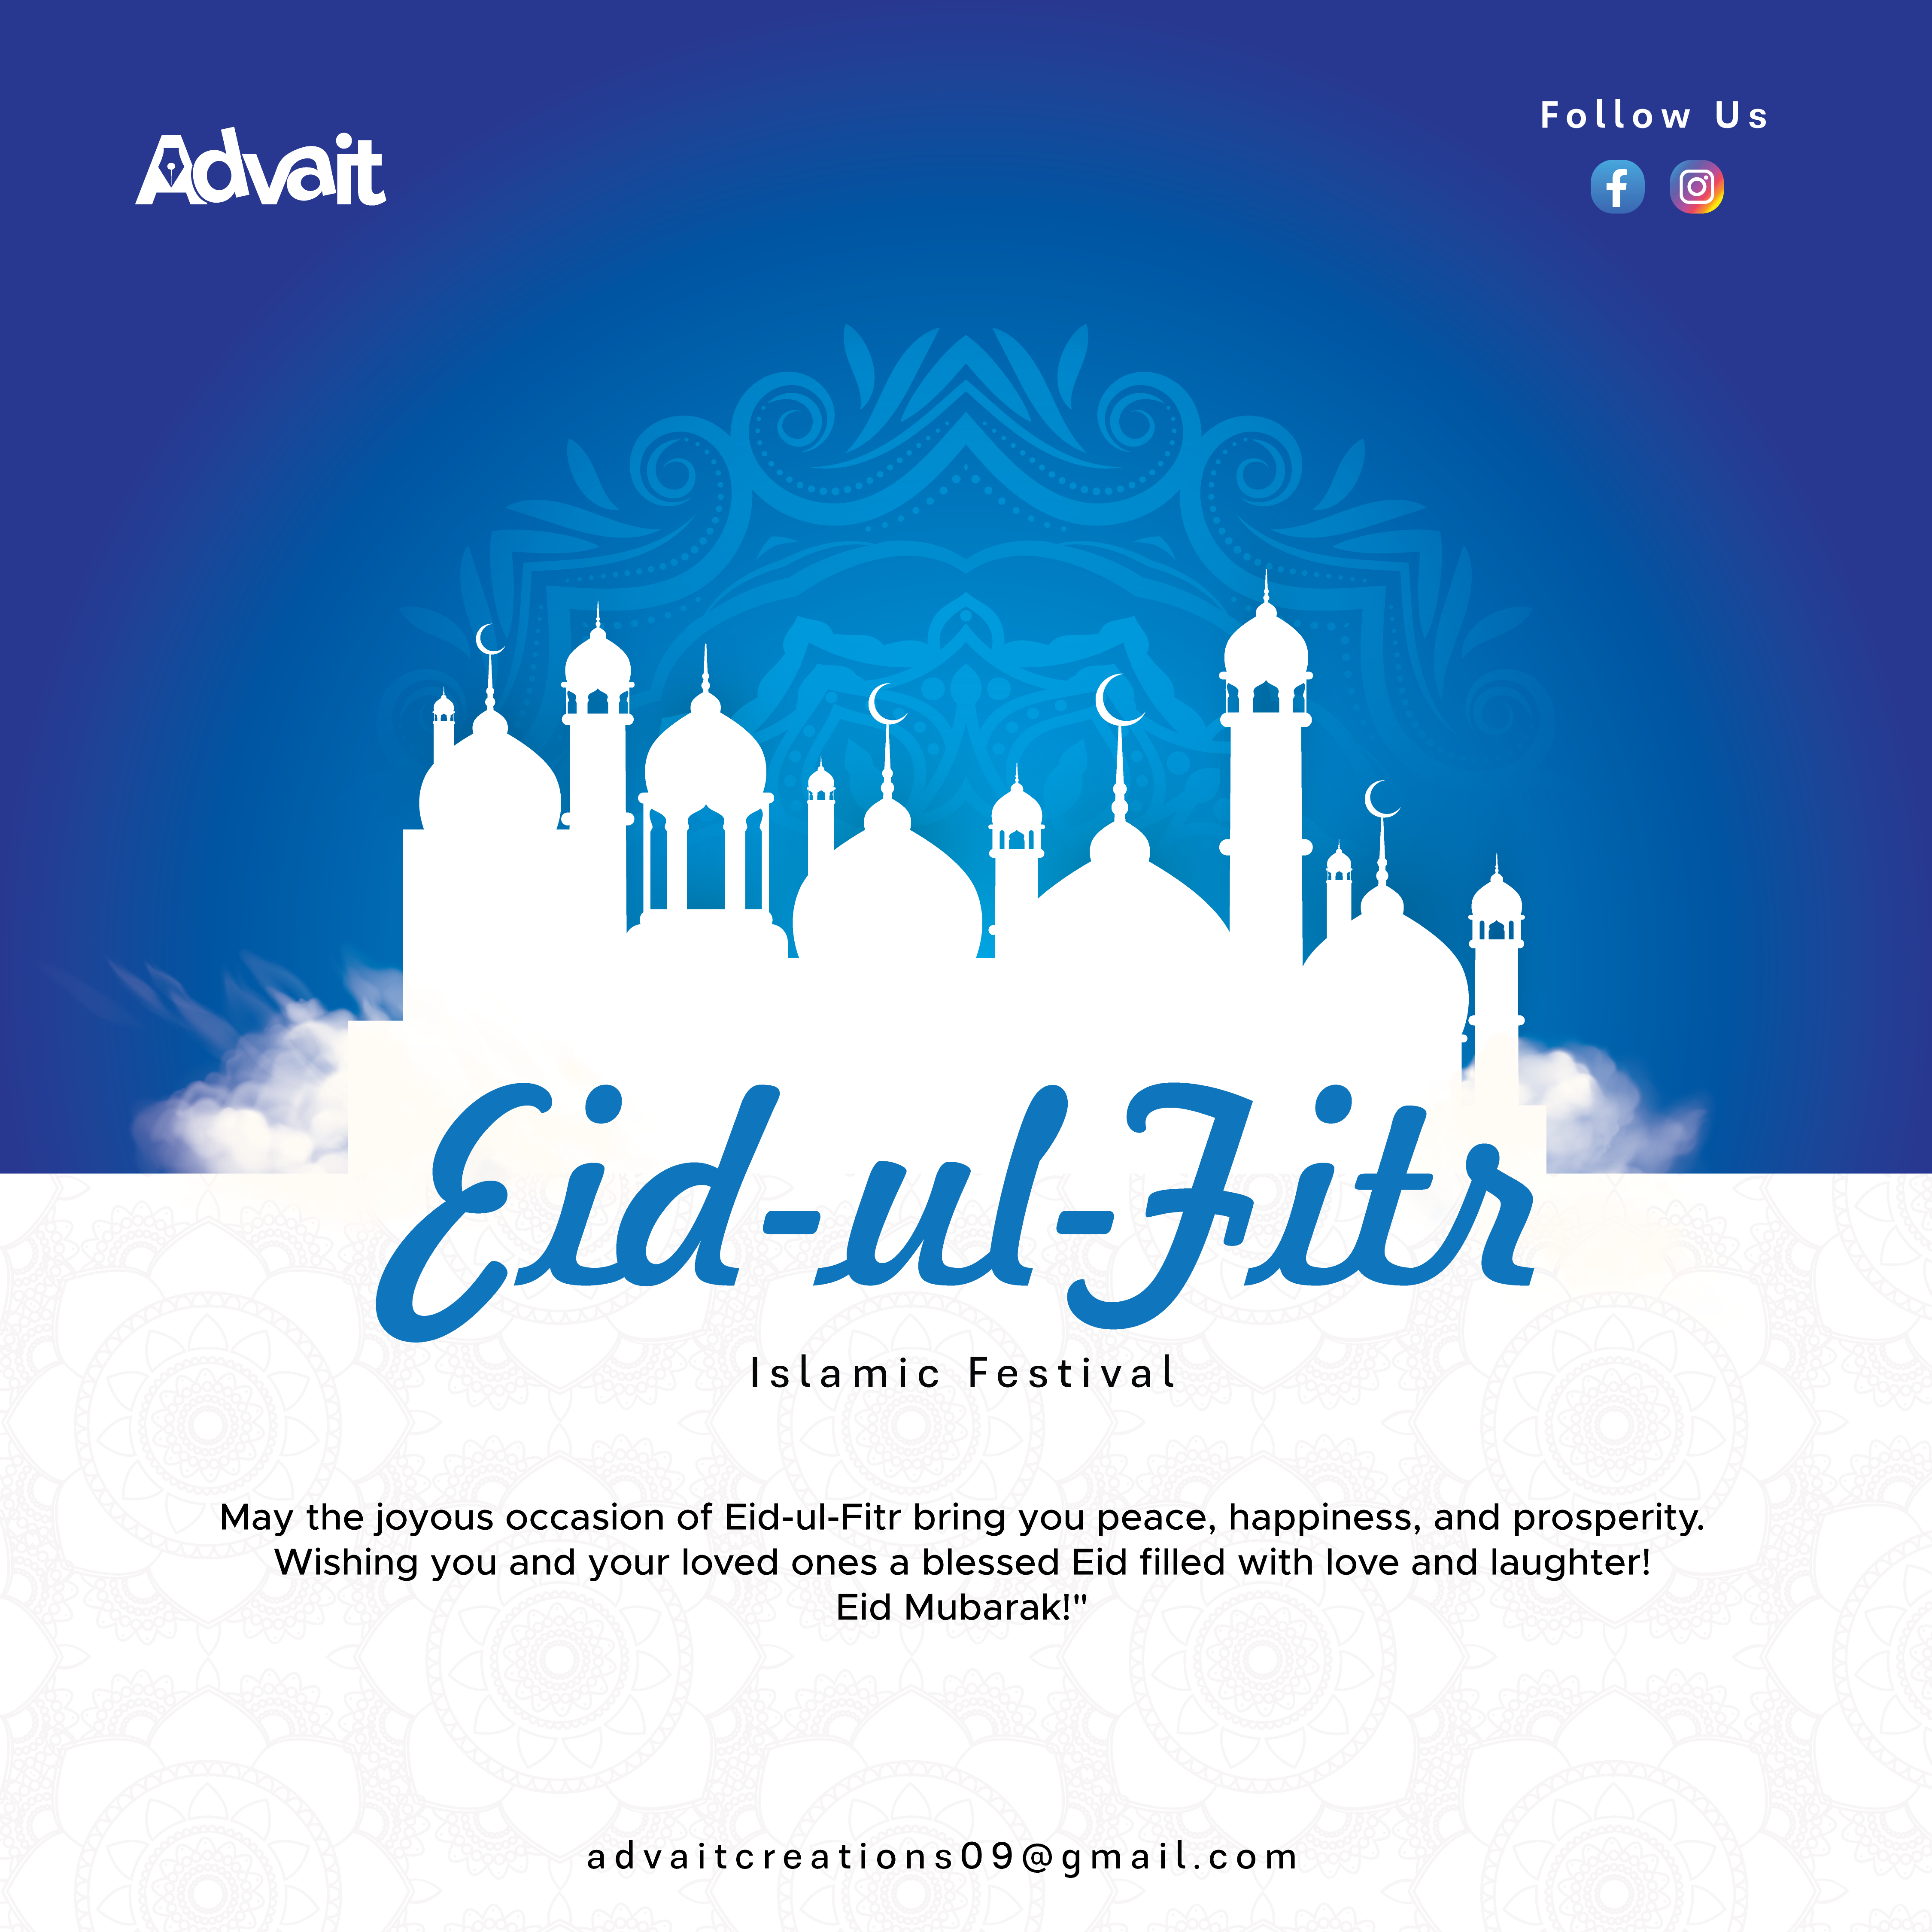 Advait
Follow Us
Eid-ul-Fitr
Islamic Festival
May the joyous occasion of Eid-ul-Fitr bring you peace, happiness, and prosperity.
Wishing you and your loved ones a blessed Eid filled with love and laughter!
Eid Mubarak!"
advaitcreations09@gmail.com